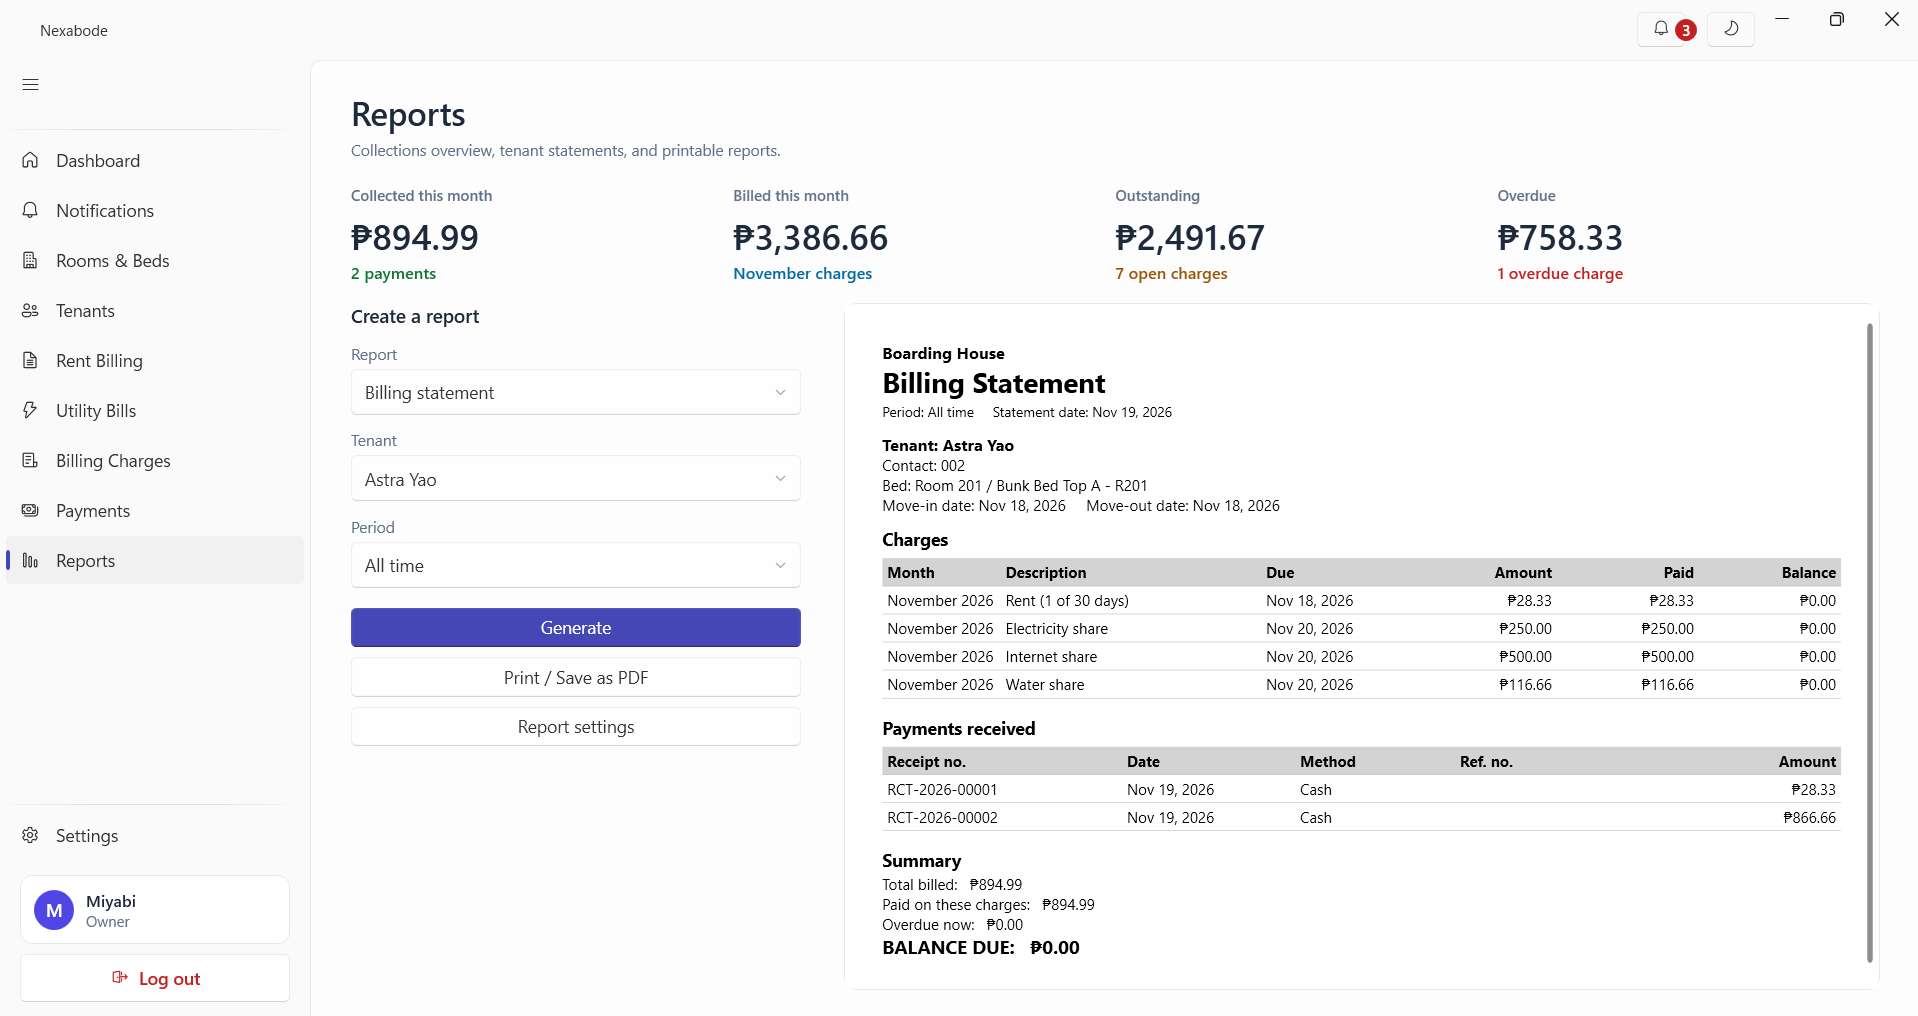 Nexabode
3
Dashboard
Notifications
Rooms & Beds
Tenants
Rent Billing
Utility Bills
Billing Charges
Payments
Reports
Settings
M
Miyabi
Owner
Log out
Reports
Collections overview, tenant statements, and printable reports.
Collected this month
₱894.99
2 payments
Billed this month
₱3,386.66
November charges
Outstanding
₱2,491.67
7 open charges
Overdue
₱758.33
1 overdue charge
Create a report
Report
Billing statement
Tenant
Astra Yao
Period
All time
Generate
Print / Save as PDF
Report settings
Boarding House
Billing Statement
Period: All time Statement date: Nov 19, 2026
Tenant: Astra Yao
Contact: 002
Bed: Room 201 / Bunk Bed Top A - R201
Move-in date: Nov 18, 2026 Move-out date: Nov 18, 2026
Charges
Month Description Due Amount Paid Balance
November 2026 Rent (1 of 30 days) Nov 18, 2026 ₱28.33 ₱28.33 ₱0.00
November 2026 Electricity share Nov 20, 2026 ₱250.00 ₱250.00 ₱0.00
November 2026 Internet share Nov 20, 2026 ₱500.00 ₱500.00 ₱0.00
November 2026 Water share Nov 20, 2026 ₱116.66 ₱116.66 ₱0.00
Payments received
Receipt no. Date Method Ref. no. Amount
RCT-2026-00001 Nov 19, 2026 Cash ₱28.33
RCT-2026-00002 Nov 19, 2026 Cash ₱866.66
Summary
Total billed: ₱894.99
Paid on these charges: ₱894.99
Overdue now: ₱0.00
BALANCE DUE: ₱0.00